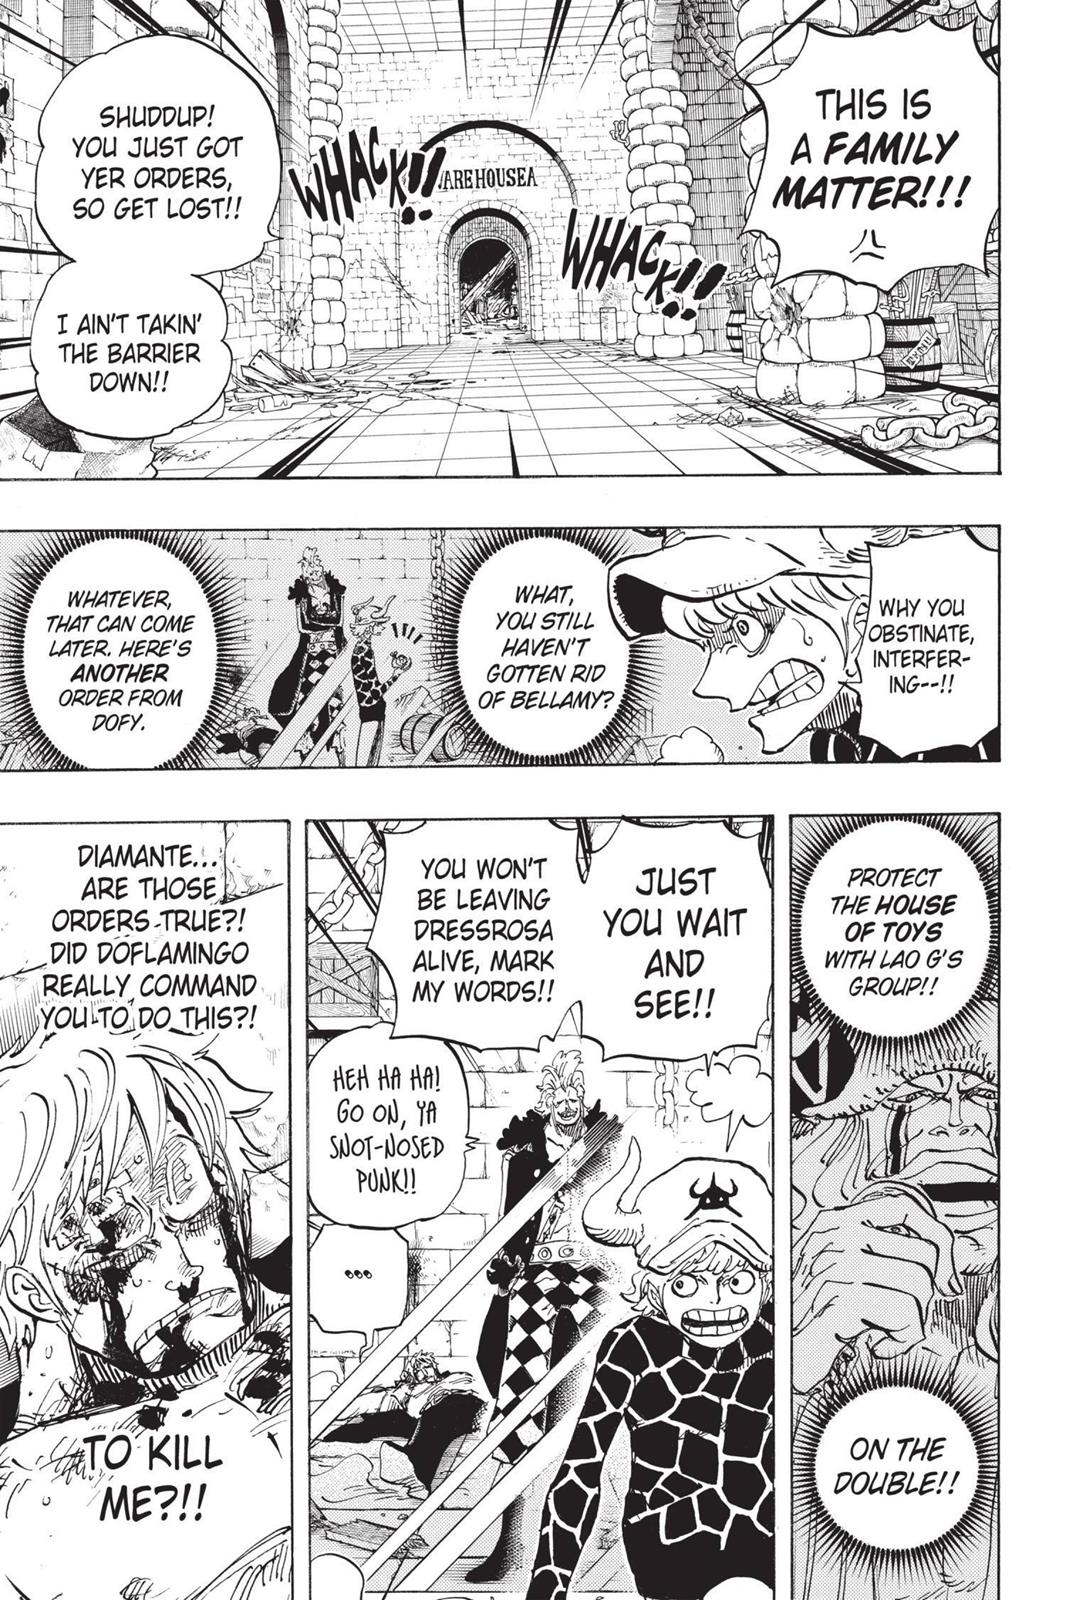 THIS IS
A FAMILY
MATTER!!!
WHACK!!
AREHOUSEA
WHACK!!
SHUDDUP!
YOU JUST GOT
YER ORDERS,
SO GET LOST!!
I AIN'T TAKIN'
THE BARRIER
DOWN!!
WHY YOU
OBSTINATE,
INTERFER-
ING--!!
WHAT,
YOU STILL
HAVEN'T
GOTTEN RID
OF BELLAMY?
WHATEVER,
THAT CAN COME
LATER. HERE'S
ANOTHER
ORDER FROM
DOFY.
PROTECT
THE HOUSE
OF TOYS
WITH LAO G'S
GROUP!!
ON THE
DOUBLE!!
JUST
YOU WAIT
AND
SEE!!
YOU WON'T
BE LEAVING
DRESSROSA
ALIVE, MARK
MY WORDS!!
HEH HA HA!
GO ON, YA
SNOT-NOSED
PUNK!!
...
DIAMANTE...
ARE THOSE
ORDERS TRUE?!
DID DOFLAMINGO
REALLY COMMAND
YOU TO DO THIS?!
TO KILL
ME?!!